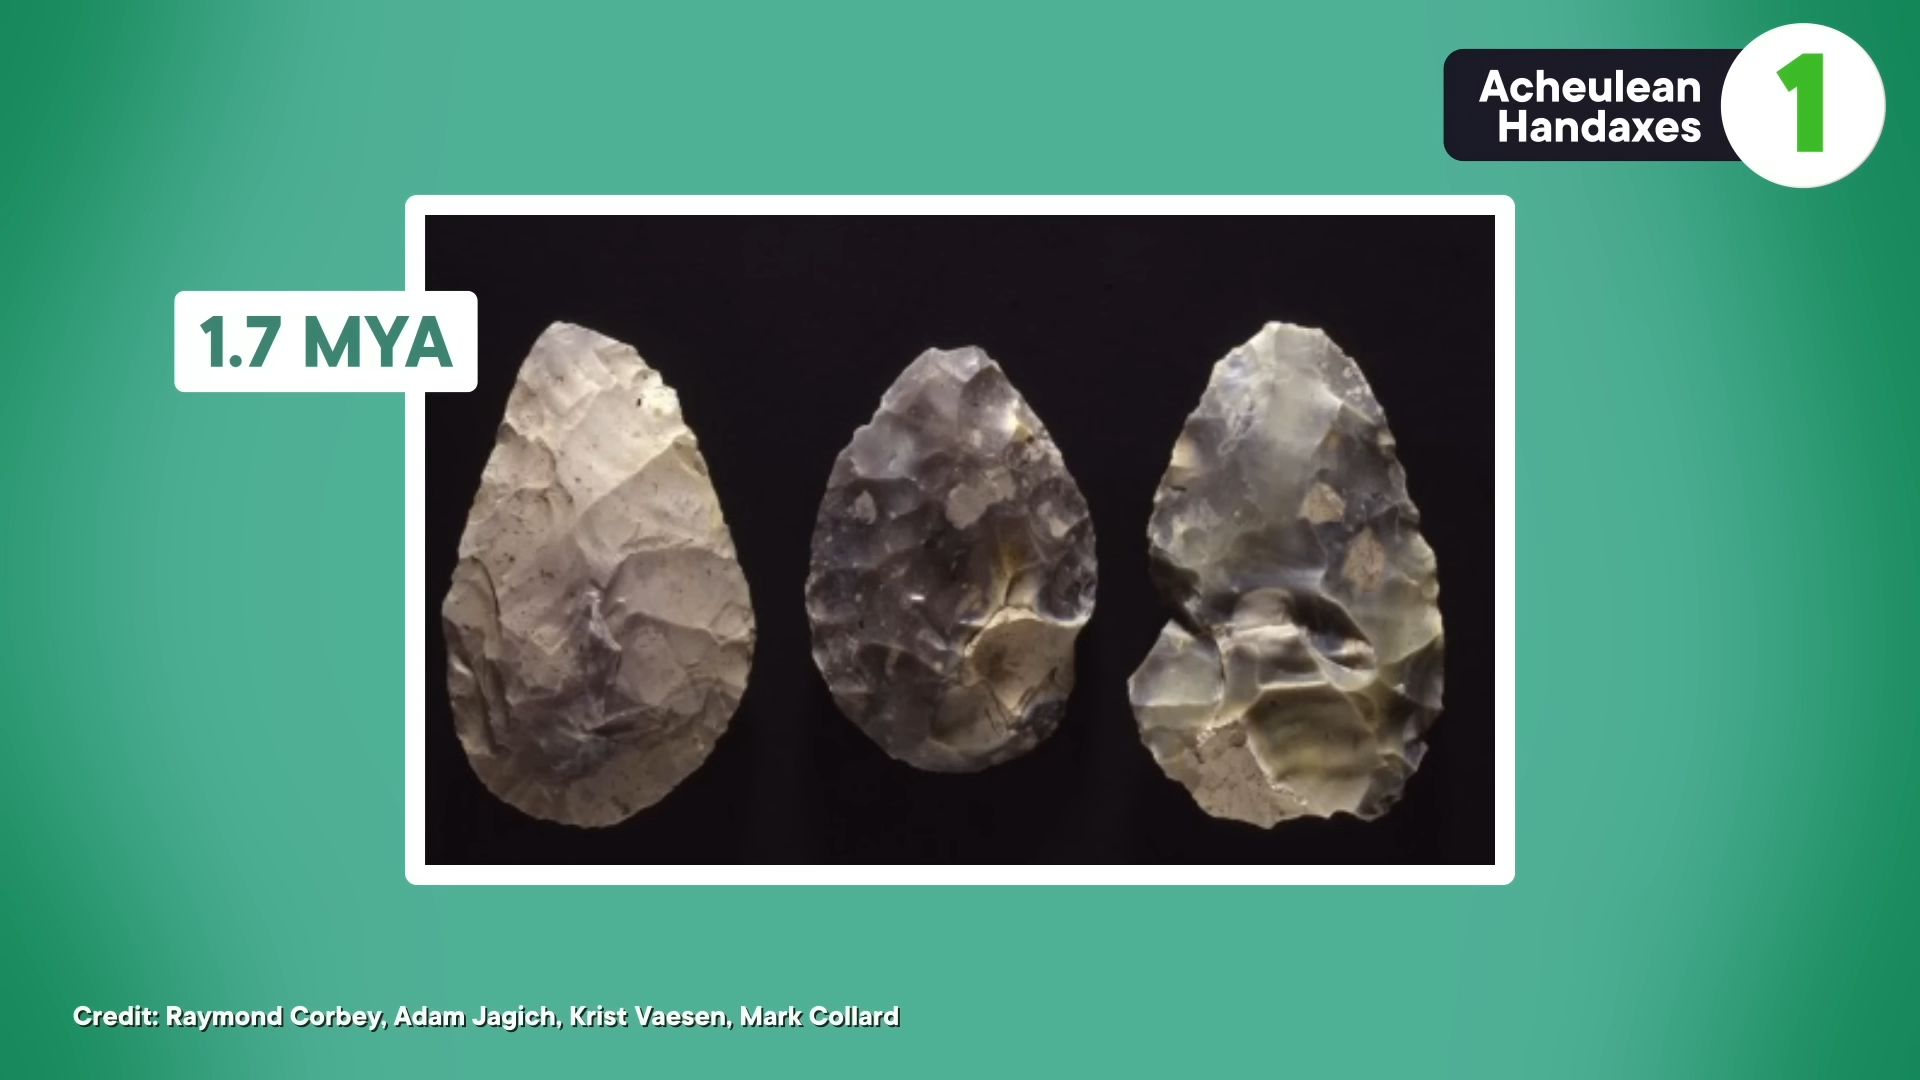 Acheulean
Handaxes
1
1.7 MYA
Credit: Raymond Corbey, Adam Jagich, Krist Vaesen, Mark Collard